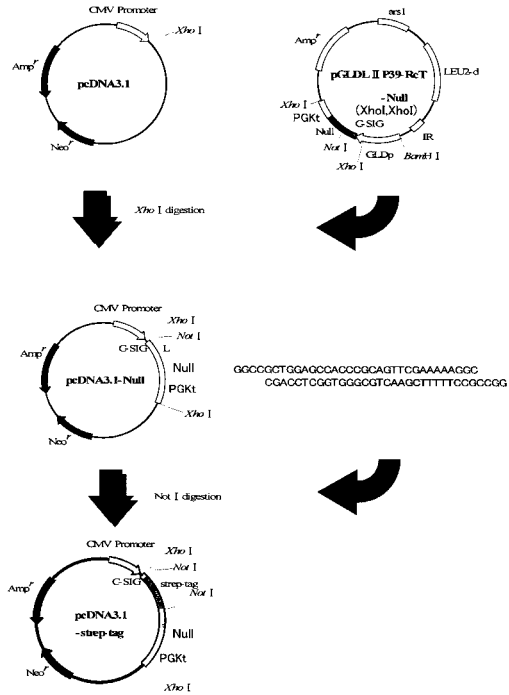 CMV Promoter
Xho I
Amp^r
pcDNA3.1
Neo^r
ars1
Amp^r
pGLDL II P39-RcT
LEU2-d
-Null
(XhoI,XhoI)
Xho I
PGKt
C-SIG
Null
Not I
IR
GLDp
BamH I
Xho I
Xho I digestion
CMV Promoter
Xho I
Not I
C-SIG L
Amp^r
Null
pcDNA3.1-Null
PGKt
Xho I
Neo^r
GGCCGCTGGAGCCACCCGCAGTTCGAAAAAGGC
CGACCTCGGTGGGCGTCAAGCTTTTTCCGCCGG
Not I digestion
CMV Promoter
Xho I
Not I
C-SIG strep-tag
Amp^r
Not I
pcDNA3.1
-strep-tag
Null
PGKt
Neo^r
Xho I